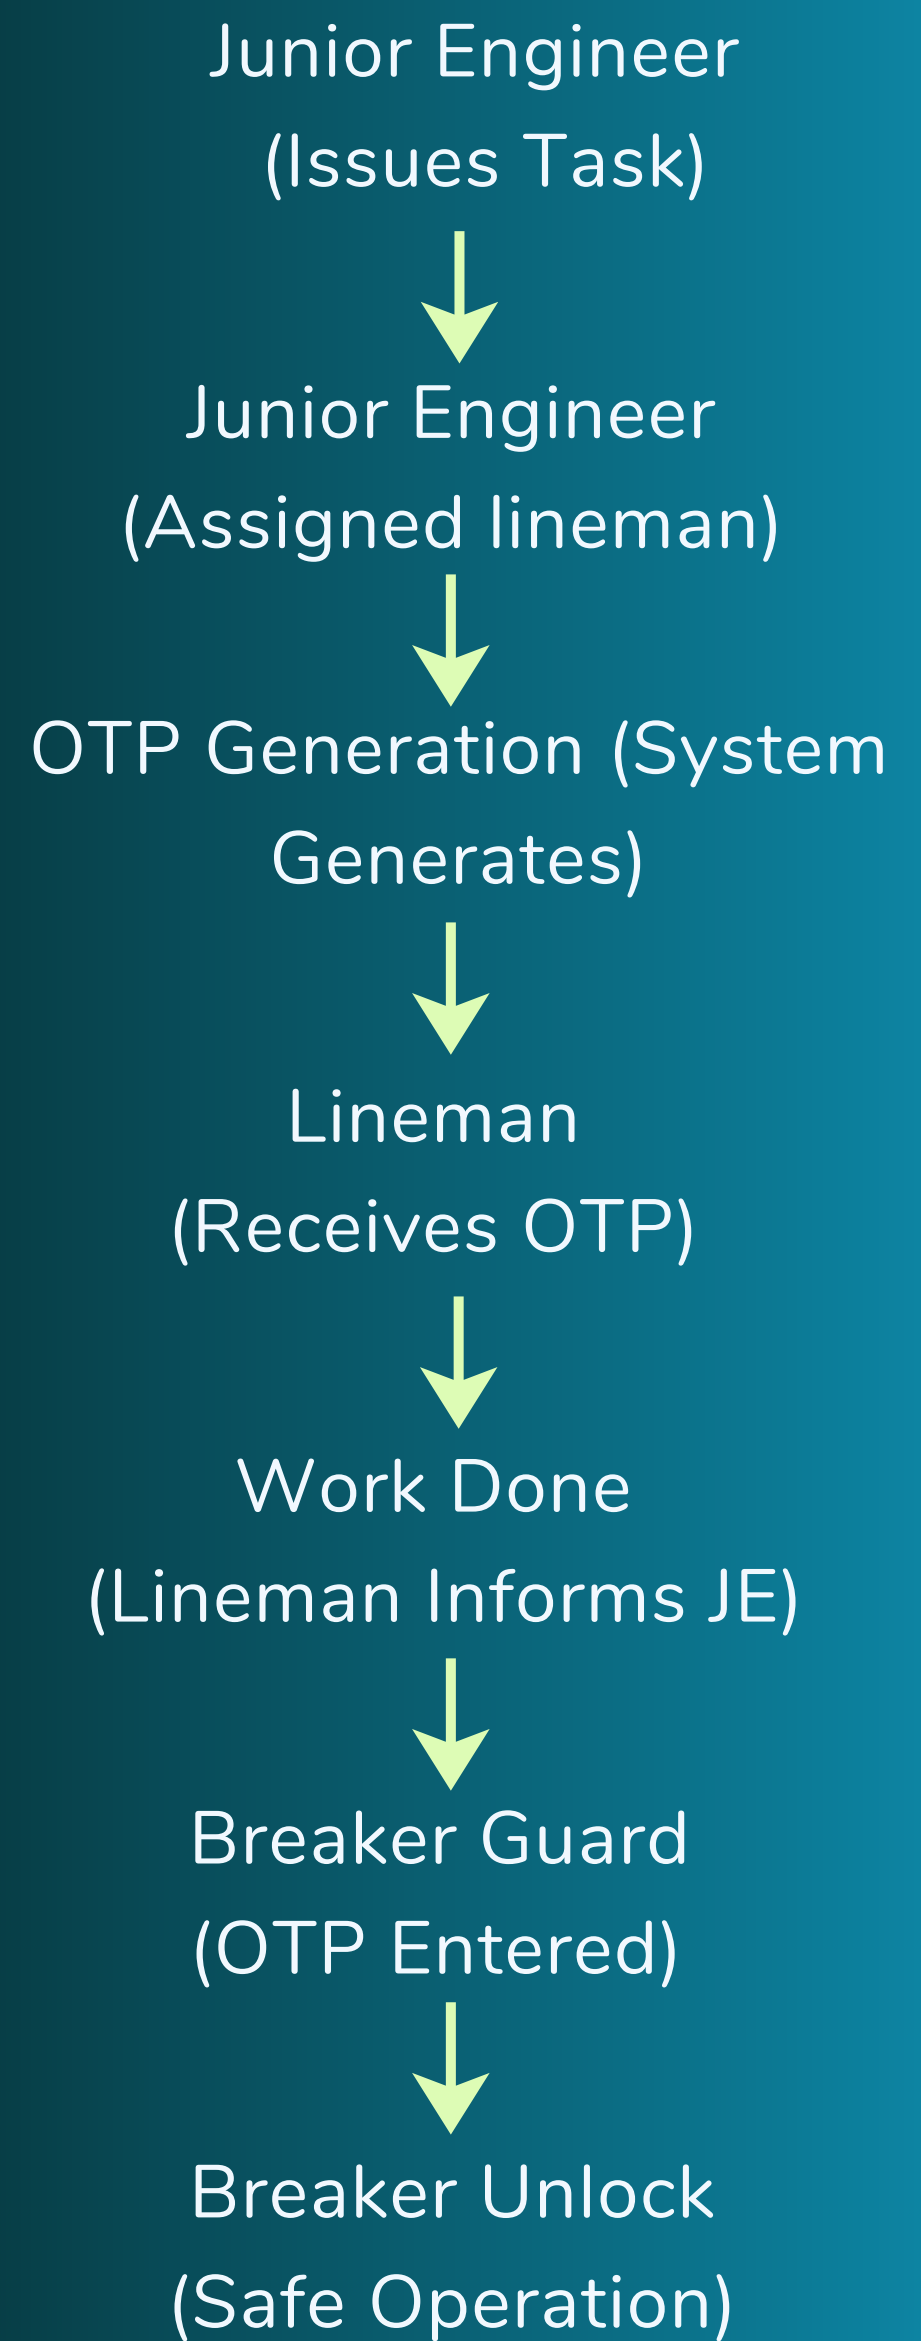 Junior Engineer
(Issues Task)
Junior Engineer
(Assigned lineman)
OTP Generation (System
Generates)
Lineman
(Receives OTP)
Work Done
(Lineman Informs JE)
Breaker Guard
(OTP Entered)
Breaker Unlock
(Safe Operation)